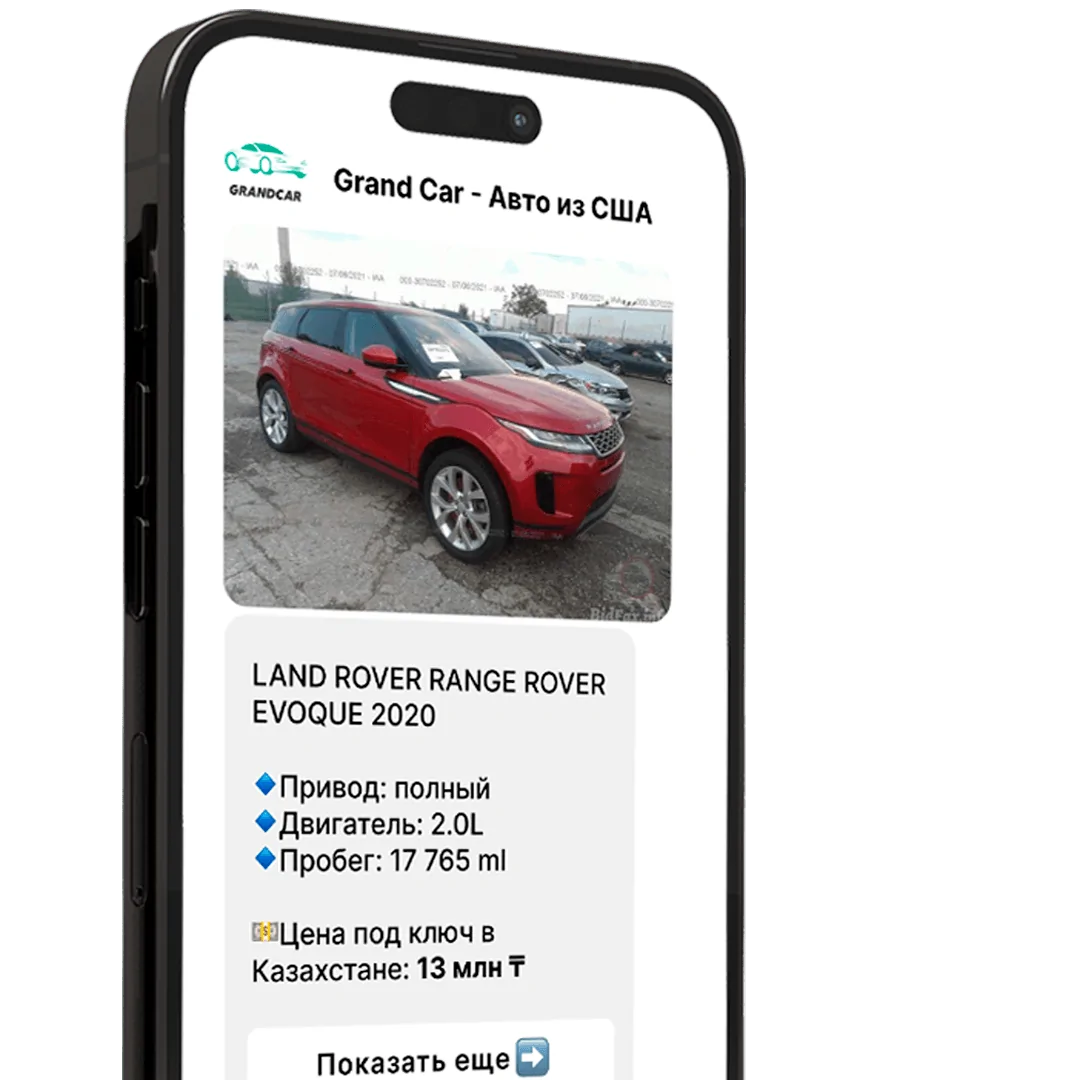 GRANDCAR
Grand Car - Авто из США
LAND ROVER RANGE ROVER
EVOQUE 2020
🔷Привод: полный
🔷Двигатель: 2.0L
🔷Пробег: 17 765 ml
💵Цена под ключ в
Казахстане: 13 млн ₸
Показать еще➡️